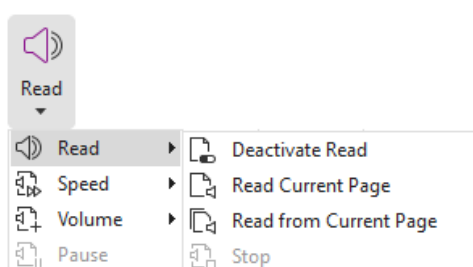 Read
Read
Deactivate Read
Speed
Read Current Page
Volume
Read from Current Page
Pause
Stop